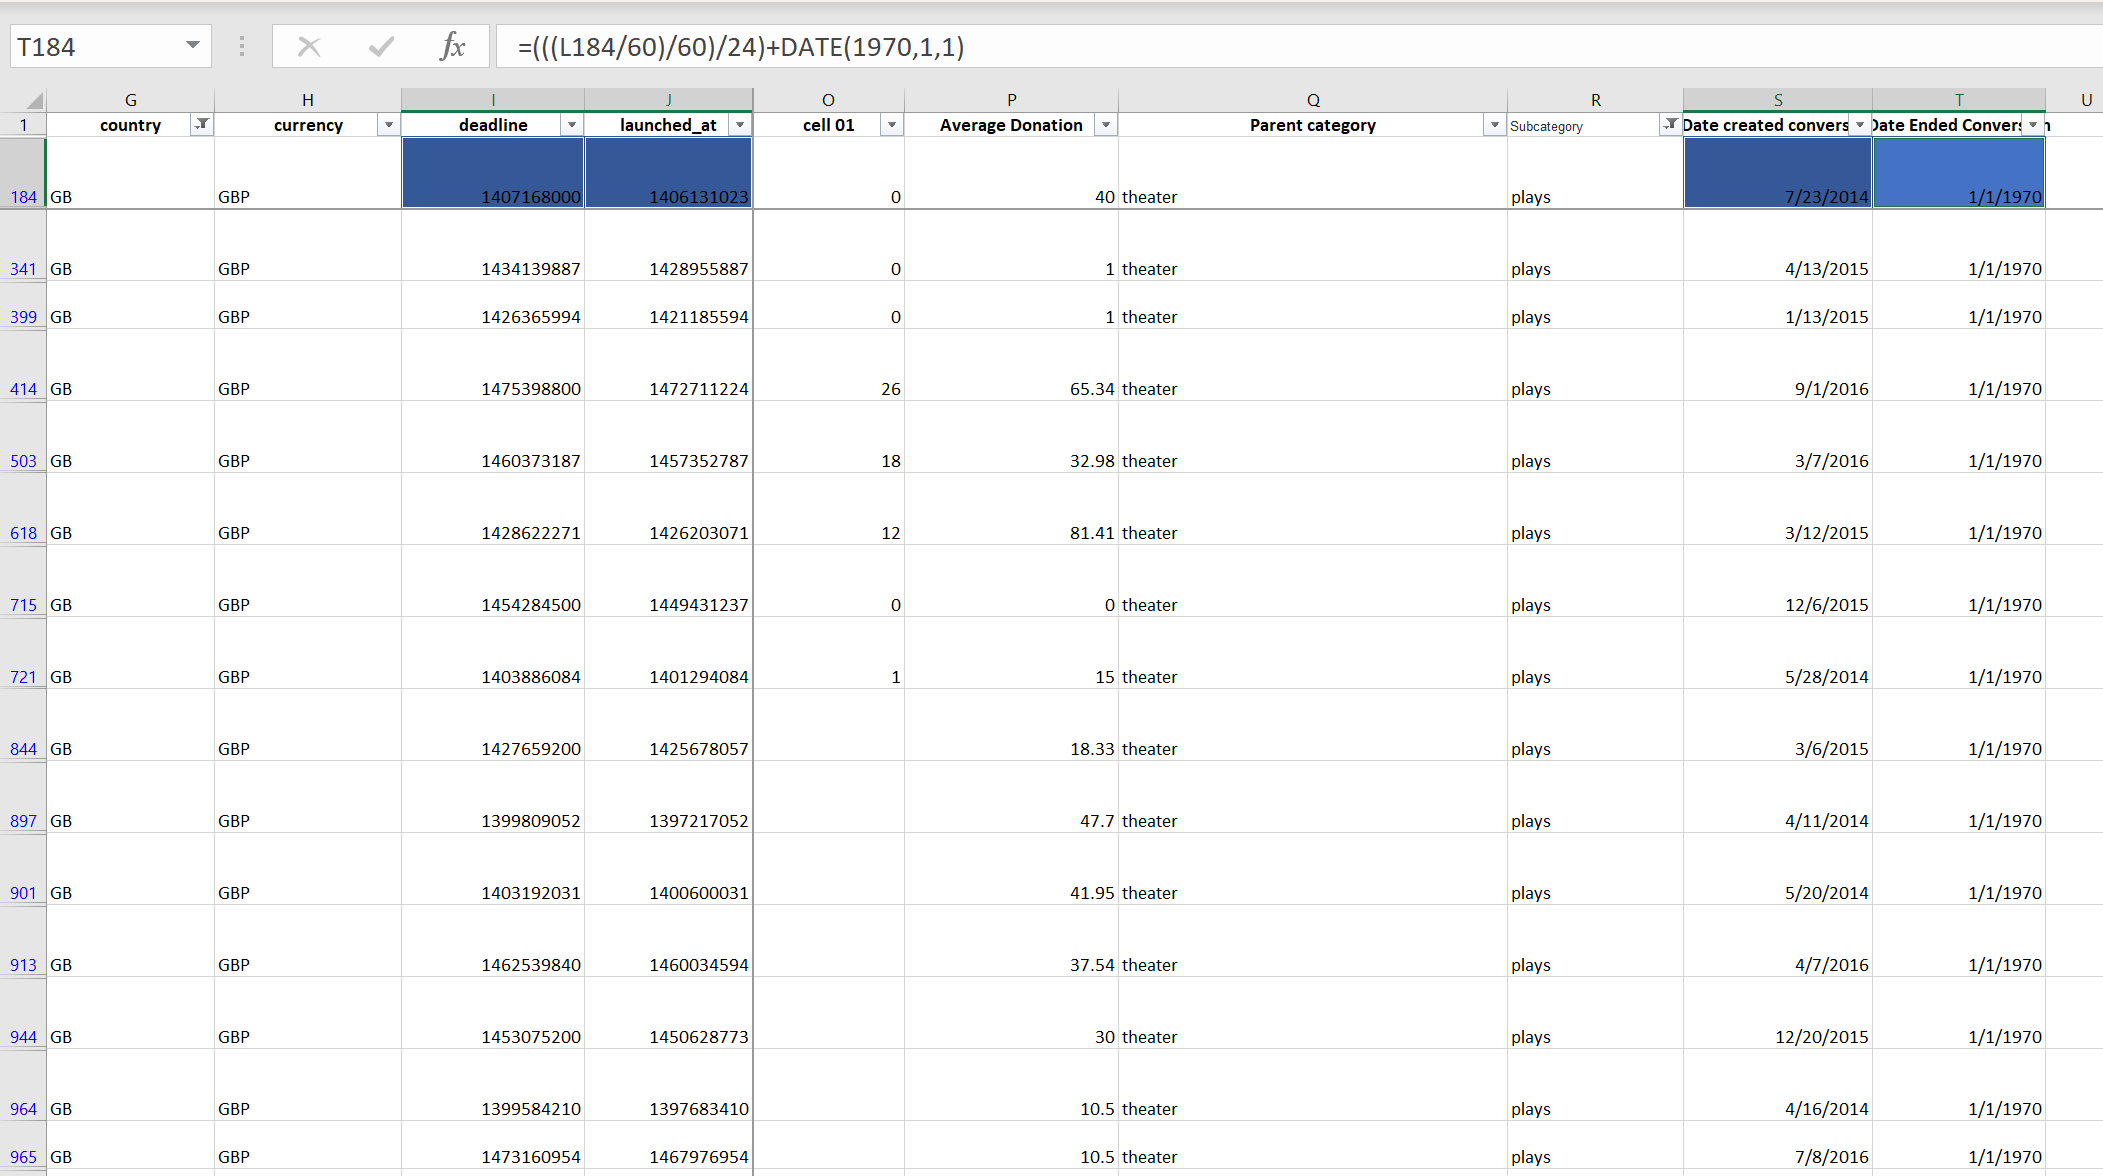 T184 fx =(((L184/60)/60)/24)+DATE(1970,1,1)
G H I J O P Q R S T U
1 country currency deadline launched_at cell 01 Average Donation Parent category Subcategory Date created convers Date Ended Convers n
184 GB GBP 1407168000 1406131023 0 40 theater plays 7/23/2014 1/1/1970
341 GB GBP 1434139887 1428955887 0 1 theater plays 4/13/2015 1/1/1970
399 GB GBP 1426365994 1421185594 0 1 theater plays 1/13/2015 1/1/1970
414 GB GBP 1475398800 1472711224 26 65.34 theater plays 9/1/2016 1/1/1970
503 GB GBP 1460373187 1457352787 18 32.98 theater plays 3/7/2016 1/1/1970
618 GB GBP 1428622271 1426203071 12 81.41 theater plays 3/12/2015 1/1/1970
715 GB GBP 1454284500 1449431237 0 0 theater plays 12/6/2015 1/1/1970
721 GB GBP 1403886084 1401294084 1 15 theater plays 5/28/2014 1/1/1970
844 GB GBP 1427659200 1425678057 18.33 theater plays 3/6/2015 1/1/1970
897 GB GBP 1399809052 1397217052 47.7 theater plays 4/11/2014 1/1/1970
901 GB GBP 1403192031 1400600031 41.95 theater plays 5/20/2014 1/1/1970
913 GB GBP 1462539840 1460034594 37.54 theater plays 4/7/2016 1/1/1970
944 GB GBP 1453075200 1450628773 30 theater plays 12/20/2015 1/1/1970
964 GB GBP 1399584210 1397683410 10.5 theater plays 4/16/2014 1/1/1970
965 GB GBP 1473160954 1467976954 10.5 theater plays 7/8/2016 1/1/1970